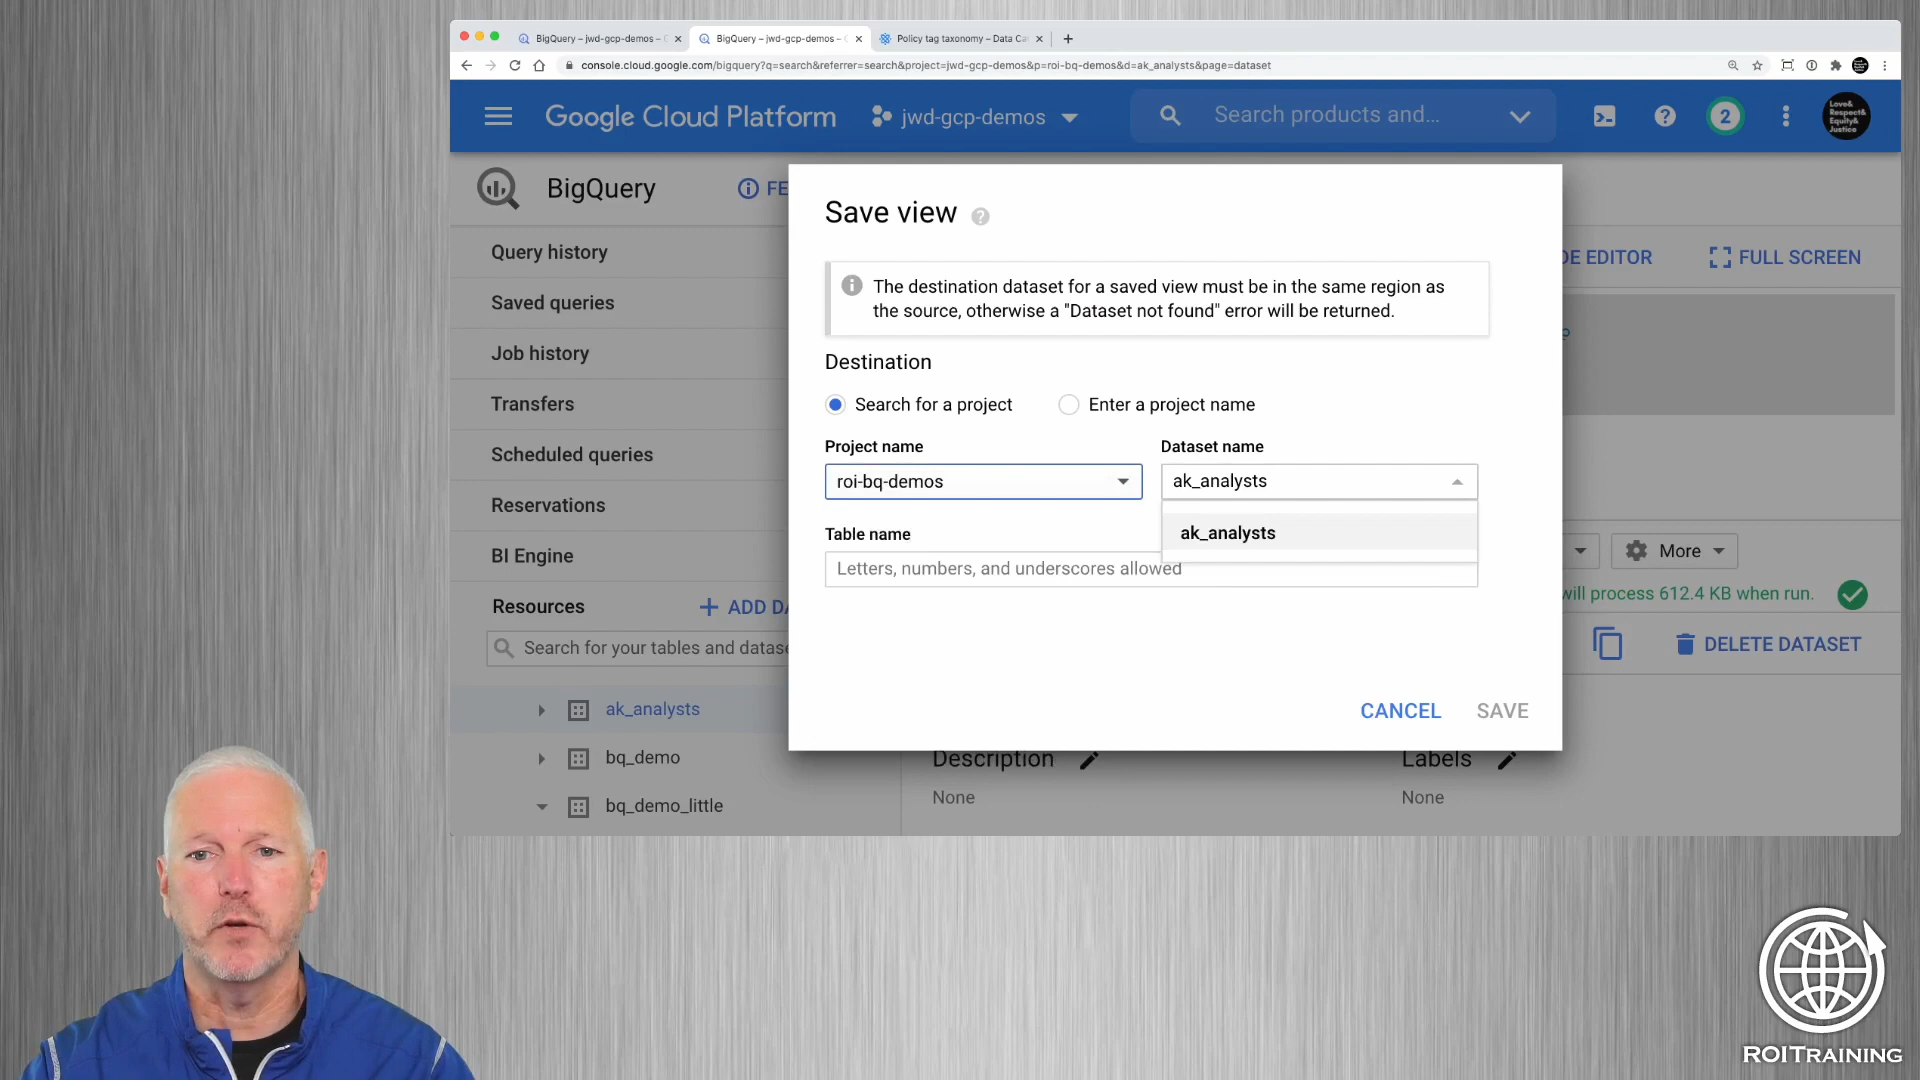 BigQuery – jwd-gcp-demos –
BigQuery – jwd-gcp-demos –
Policy tag taxonomy – Data Ca
console.cloud.google.com/bigquery?q=search&referrer=search&project=jwd-gcp-demos&p=roi-bq-demos&d=ak_analysts&page=dataset
Google Cloud Platform
jwd-gcp-demos
Search products and...
2
Love&
Respect&
Equity&
Justice
BigQuery
FE
Query history
Saved queries
Job history
Transfers
Scheduled queries
Reservations
BI Engine
Resources
+ ADD DA
Search for your tables and datase
ak_analysts
bq_demo
bq_demo_little
Save view
The destination dataset for a saved view must be in the same region as
the source, otherwise a "Dataset not found" error will be returned.
Destination
Search for a project
Enter a project name
Project name
Dataset name
roi-bq-demos
ak_analysts
ak_analysts
Table name
Letters, numbers, and underscores allowed
CANCEL
SAVE
DE EDITOR
FULL SCREEN
More
will process 612.4 KB when run.
DELETE DATASET
Description
Labels
None
None
ROITRAINING